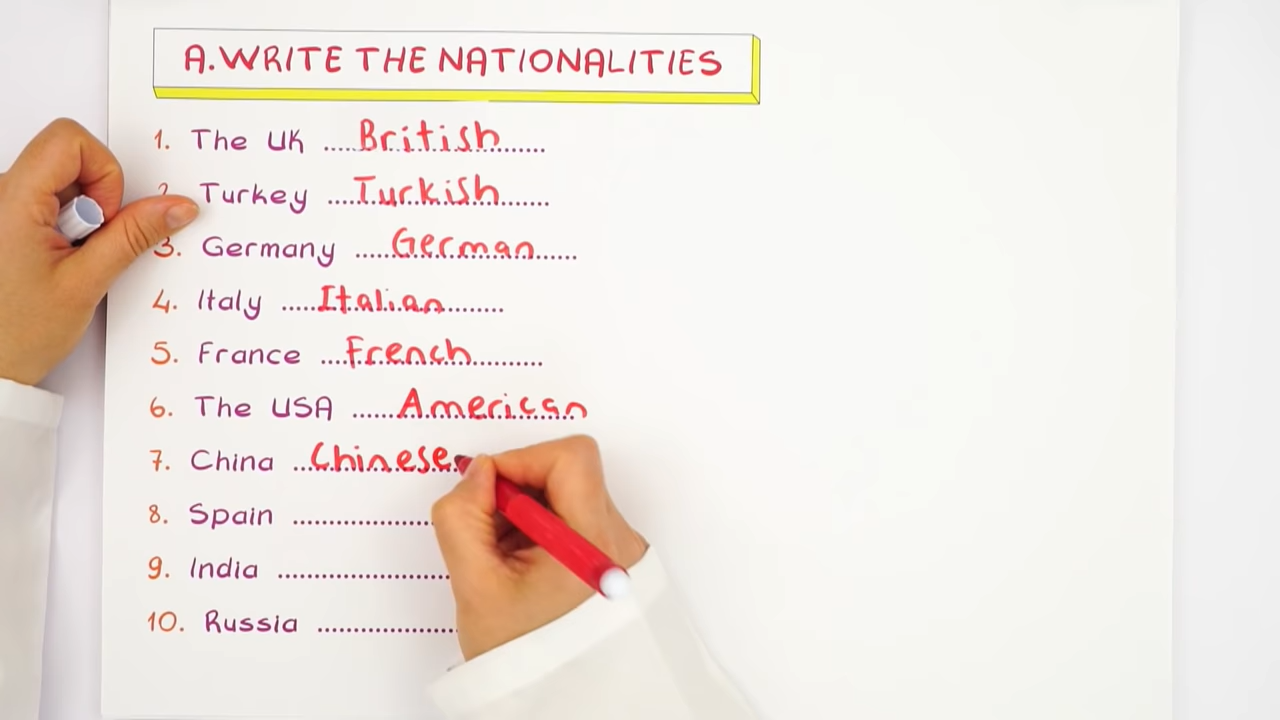 A. WRITE THE NATIONALITIES
1. The UK ....British......
2. Turkey ....Turkish......
3. Germany .....German......
4. Italy .....Italian.........
5. France ....French..........
6. The USA ......American
7. China ...Chinese
8. Spain ....................
9. India ......................
10. Russia ....................